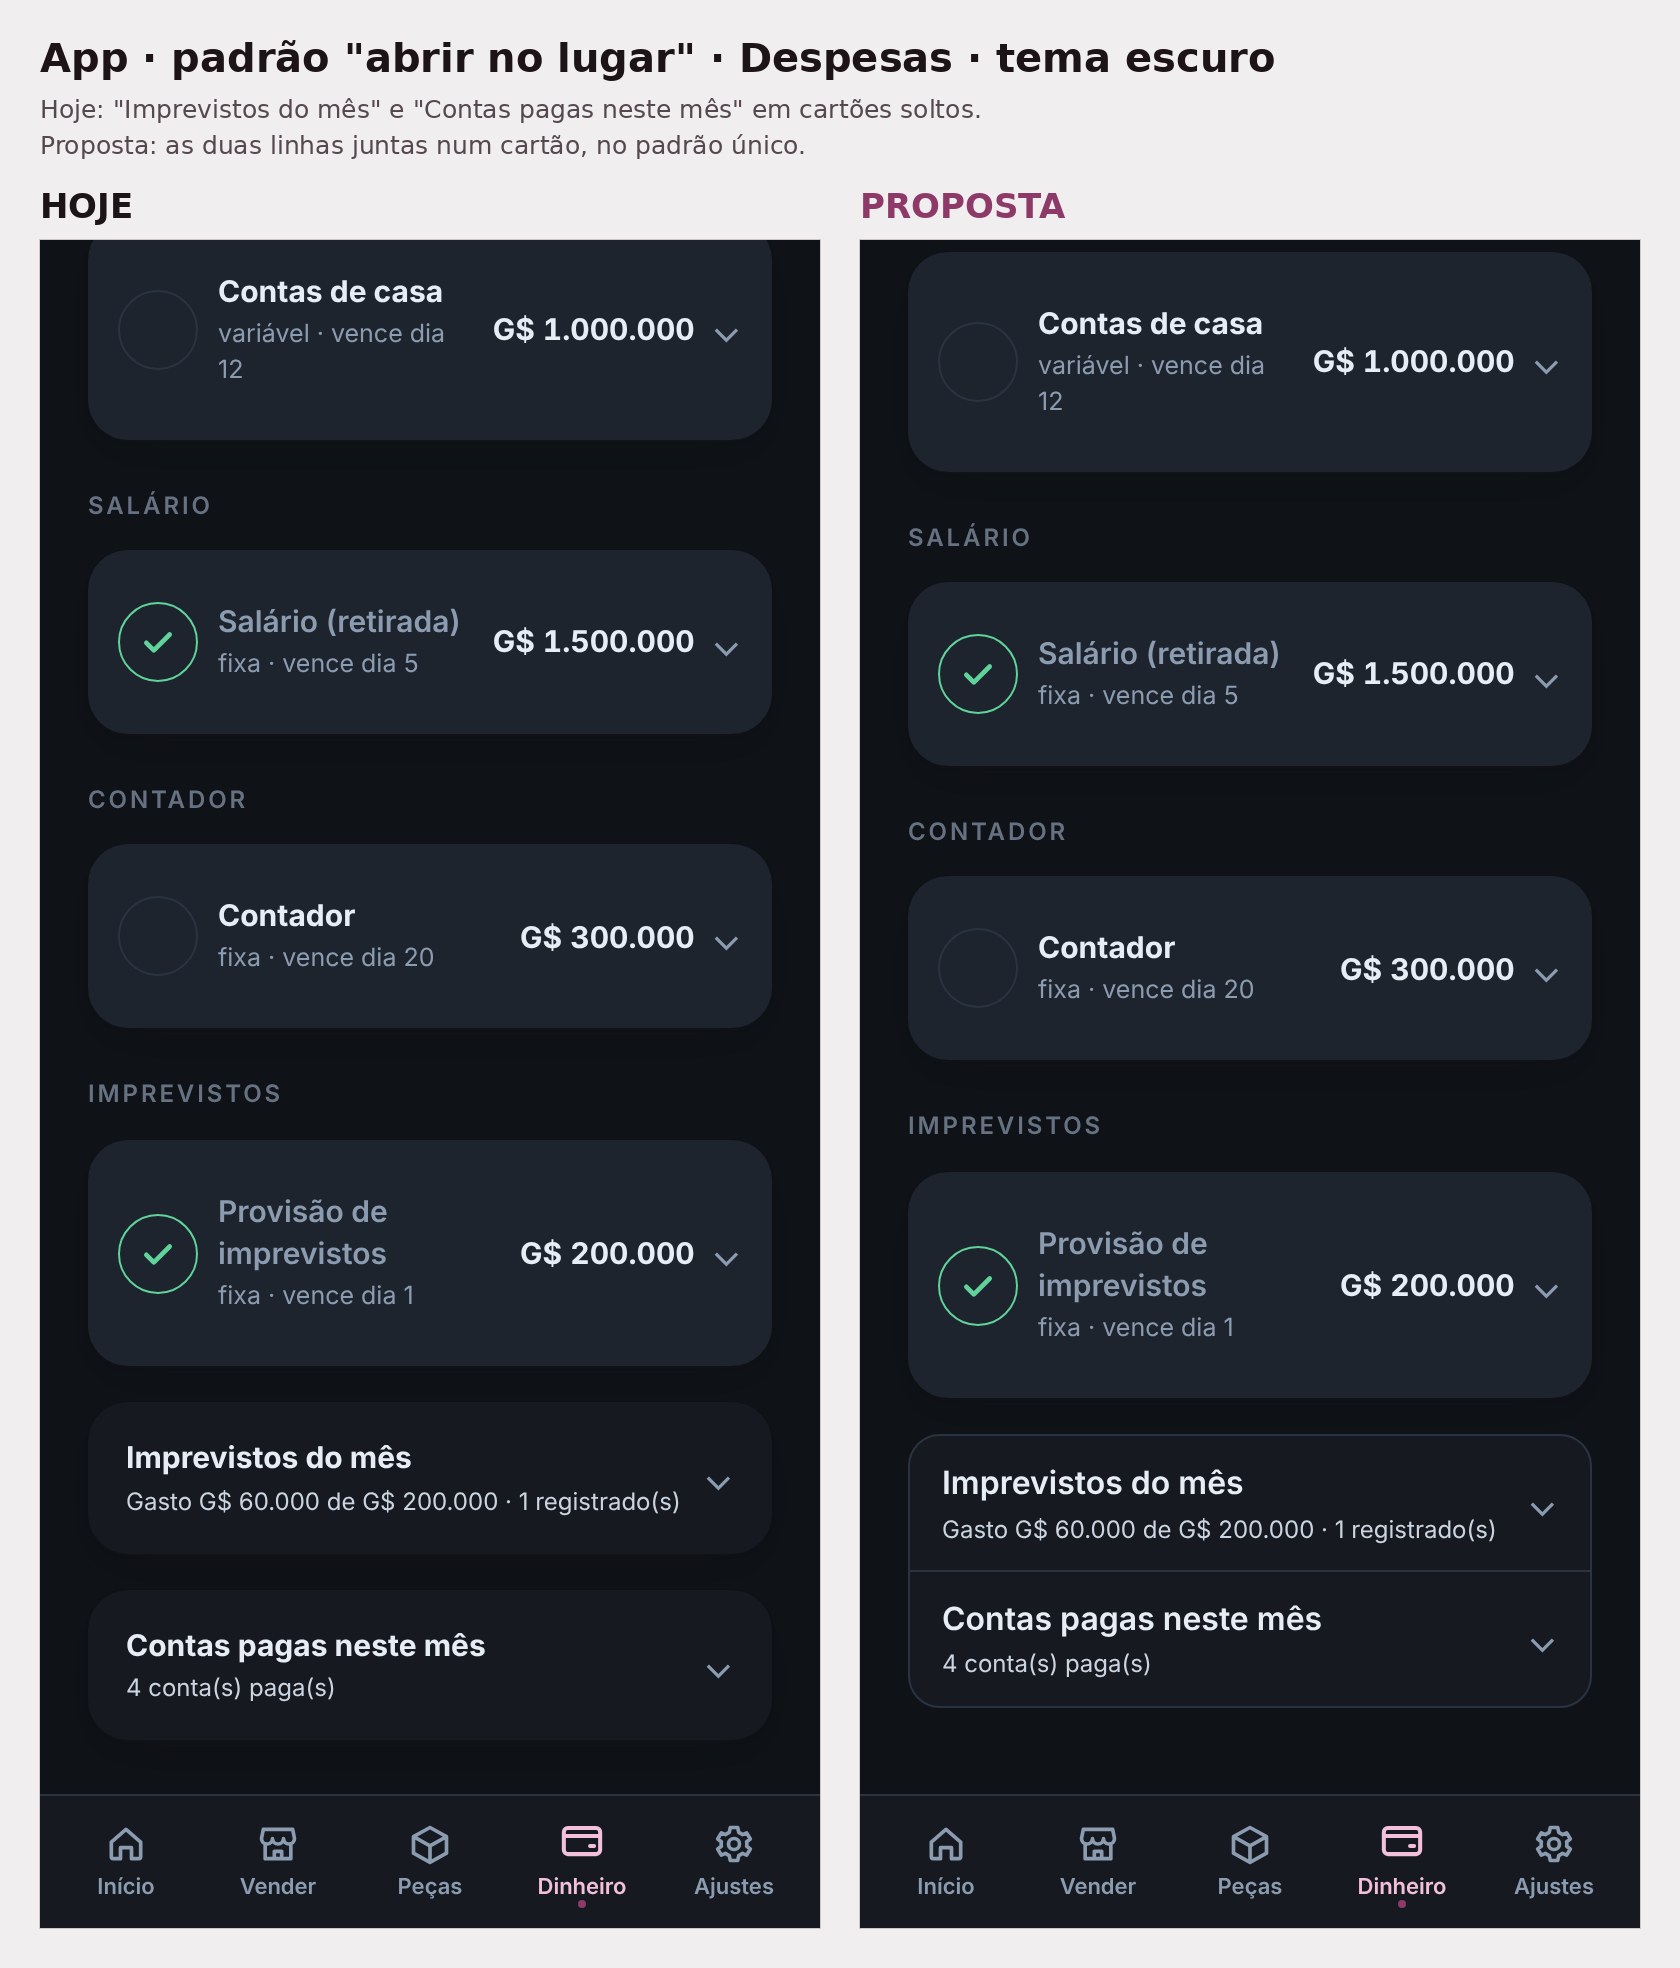 App · padrão "abrir no lugar" · Despesas · tema escuro
Hoje: "Imprevistos do mês" e "Contas pagas neste mês" em cartões soltos.
Proposta: as duas linhas juntas num cartão, no padrão único.
HOJE
Contas de casa
variável · vence dia
12
G$ 1.000.000
SALÁRIO
Salário (retirada)
fixa · vence dia 5
G$ 1.500.000
CONTADOR
Contador
fixa · vence dia 20
G$ 300.000
IMPREVISTOS
Provisão de
imprevistos
fixa · vence dia 1
G$ 200.000
Imprevistos do mês
Gasto G$ 60.000 de G$ 200.000 · 1 registrado(s)
Contas pagas neste mês
4 conta(s) paga(s)
Início
Vender
Peças
Dinheiro
Ajustes
PROPOSTA
Contas de casa
variável · vence dia
12
G$ 1.000.000
SALÁRIO
Salário (retirada)
fixa · vence dia 5
G$ 1.500.000
CONTADOR
Contador
fixa · vence dia 20
G$ 300.000
IMPREVISTOS
Provisão de
imprevistos
fixa · vence dia 1
G$ 200.000
Imprevistos do mês
Gasto G$ 60.000 de G$ 200.000 · 1 registrado(s)
Contas pagas neste mês
4 conta(s) paga(s)
Início
Vender
Peças
Dinheiro
Ajustes